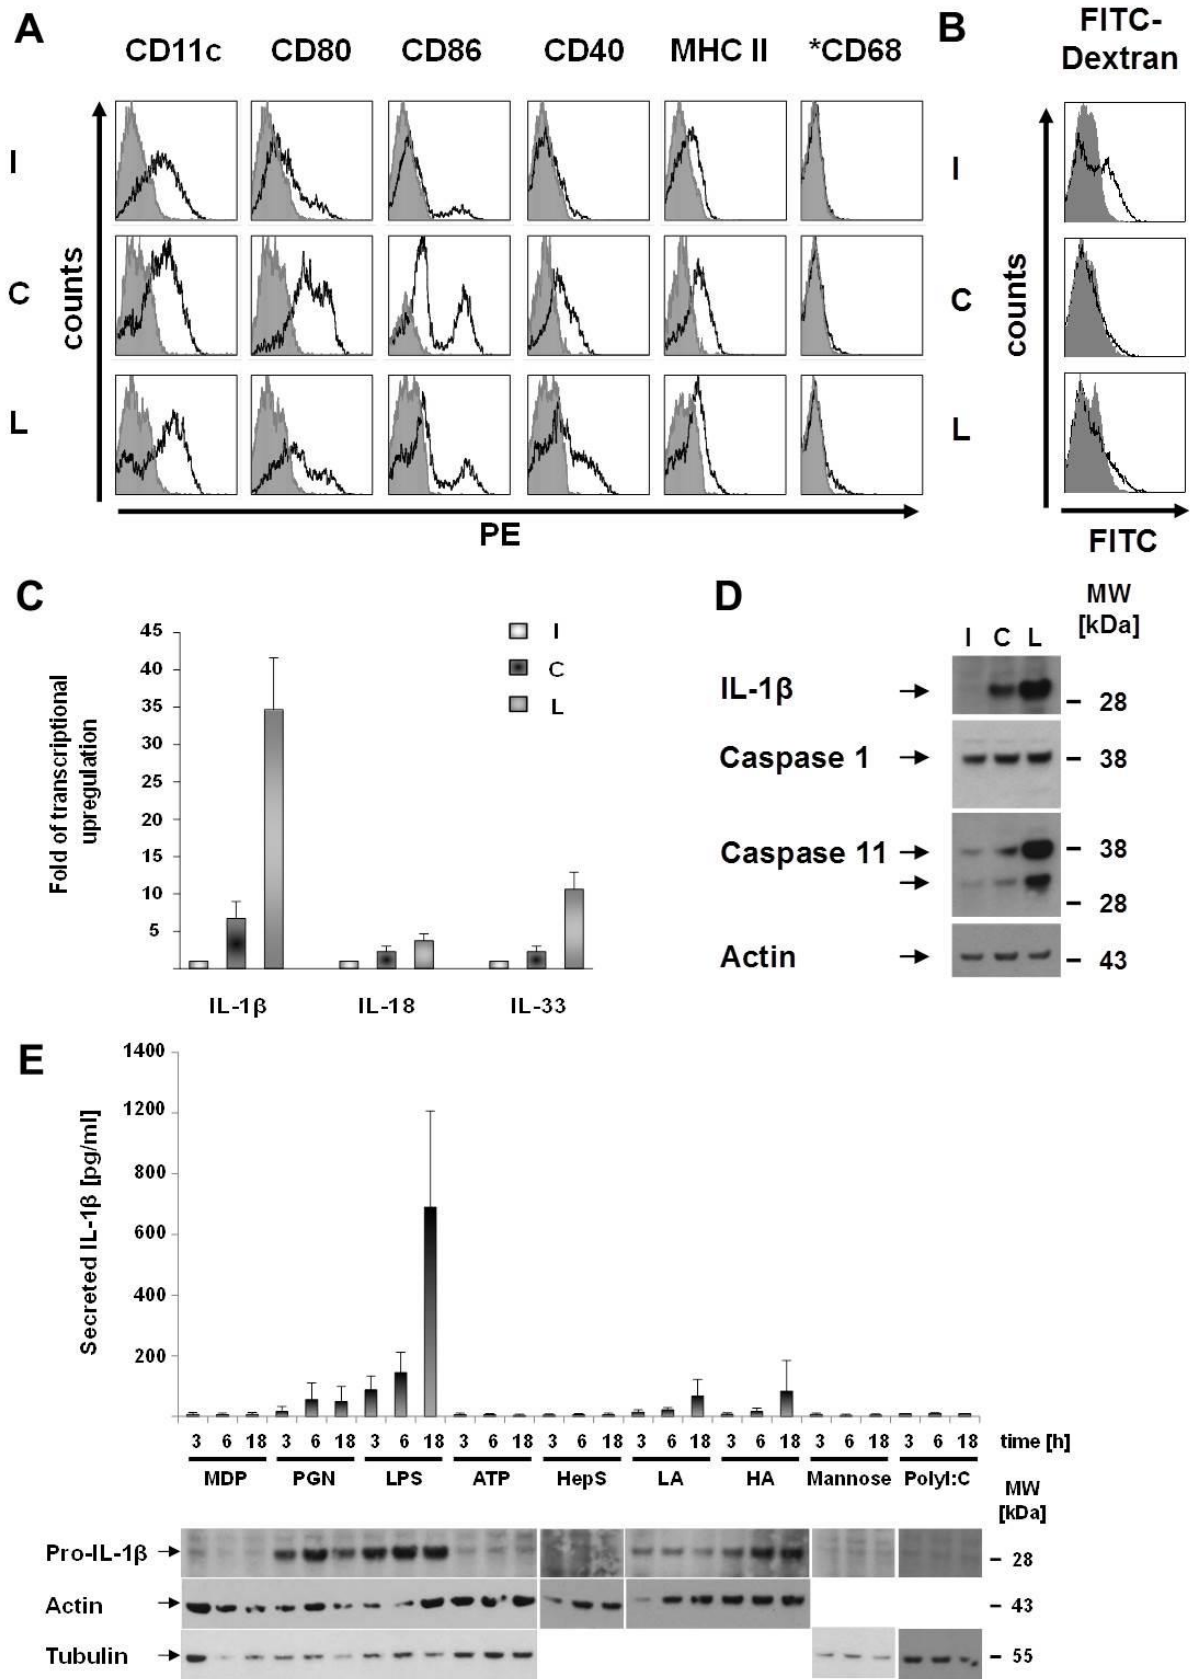 A
CD11c CD80 CD86 CD40 MHC II *CD68
I
C
L
counts
PE
B
FITC-
Dextran
I
C
L
counts
FITC
C
Fold of transcriptional
upregulation
45
40
35
30
25
20
15
10
5
I
C
L
IL-1β IL-18 IL-33
D
MW
[kDa]
I C L
IL-1β 28
Caspase 1 38
Caspase 11 38
28
Actin 43
E
Secreted IL-1β [pg/ml]
1400
1200
800
600
400
200
3 6 18 3 6 18 3 6 18 3 6 18 3 6 18 3 6 18 3 6 18 3 6 18 3 6 18 time [h]
MDP PGN LPS ATP HepS LA HA Mannose PolyI:C
MW
[kDa]
Pro-IL-1β 28
Actin 43
Tubulin 55